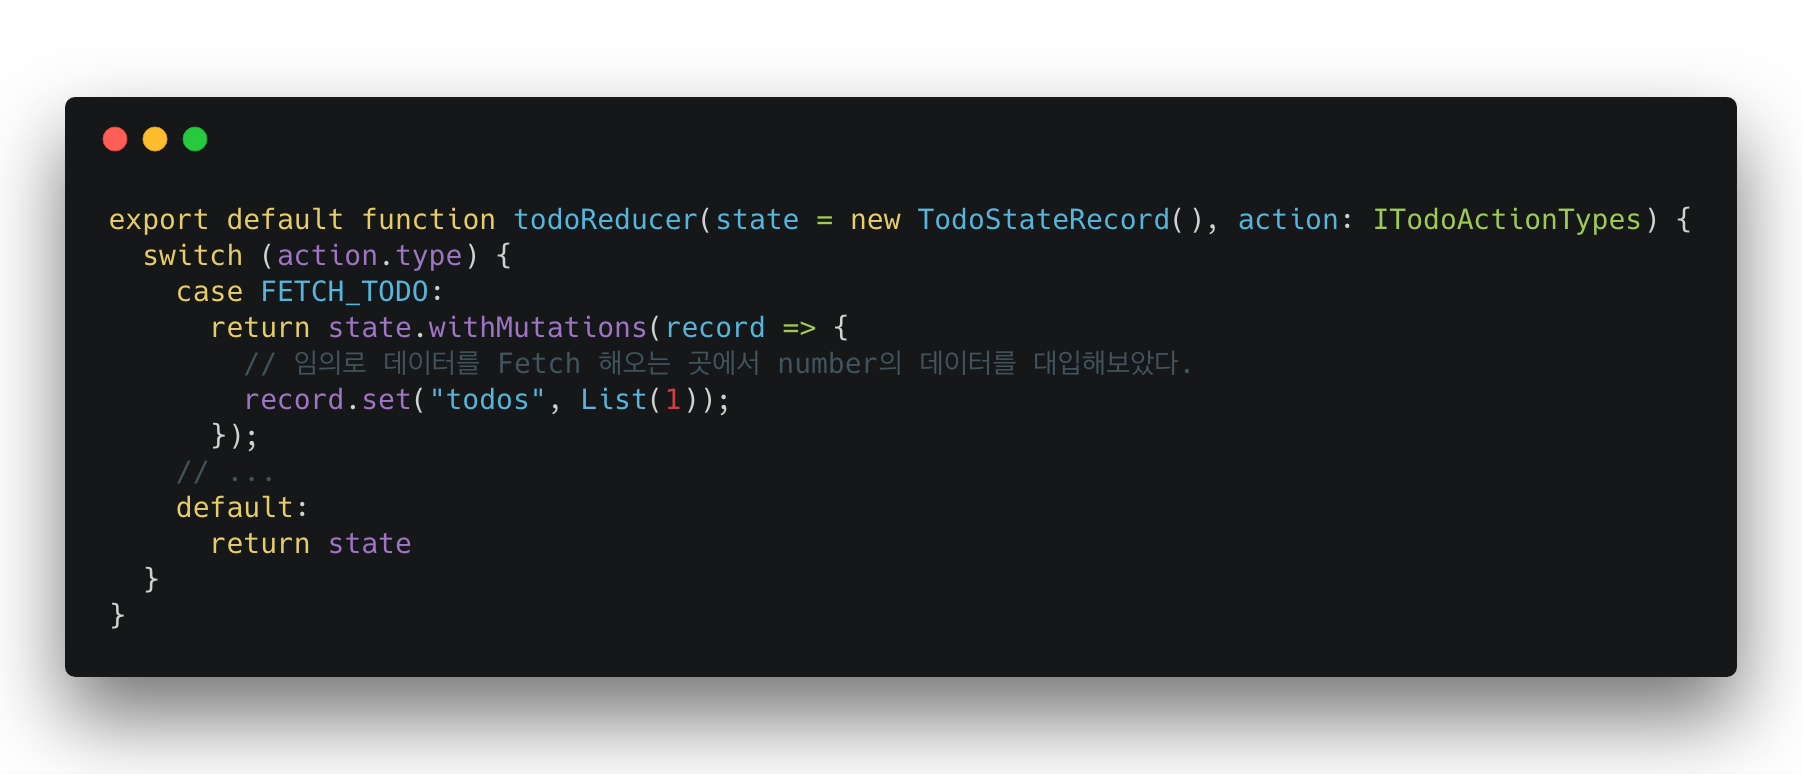 export default function todoReducer(state = new TodoStateRecord(), action: ITodoActionTypes) {
  switch (action.type) {
    case FETCH_TODO:
      return state.withMutations(record => {
        // 임의로 데이터를 Fetch 해오는 곳에서 number의 데이터를 대입해보았다.
        record.set("todos", List(1));
      });
    // ...
    default:
      return state
  }
}